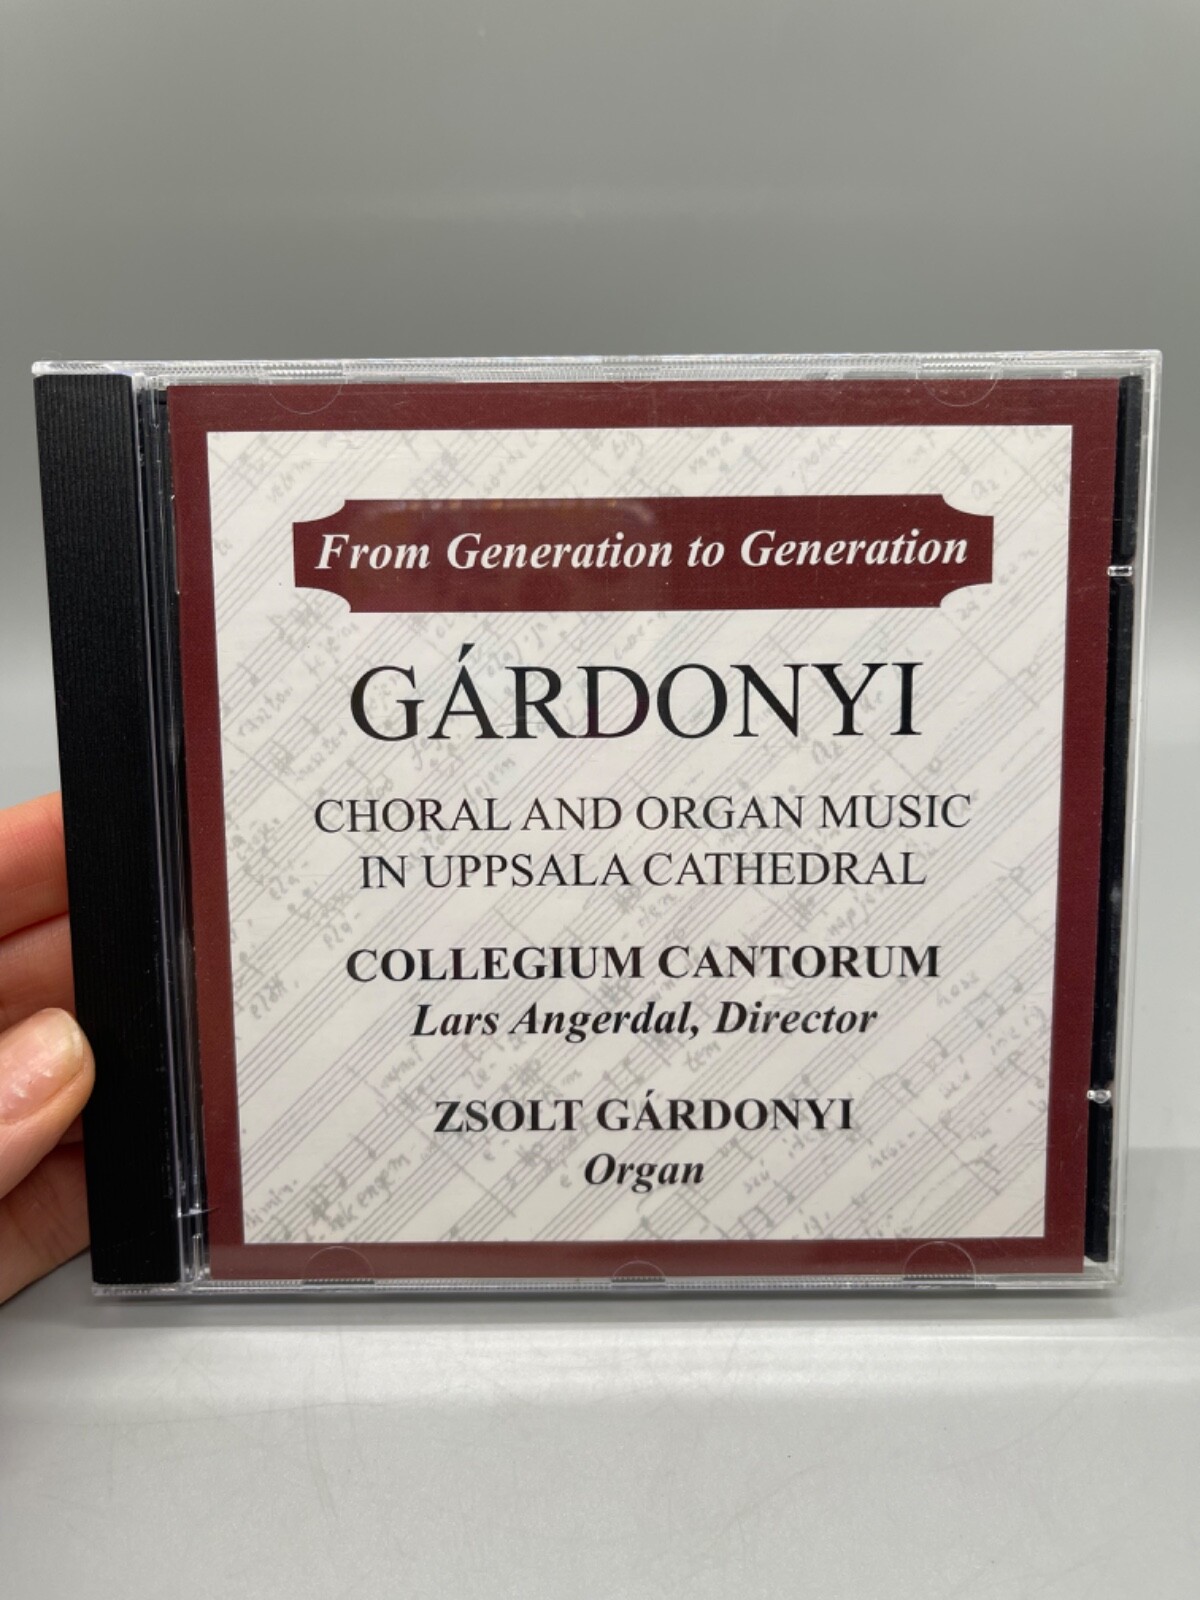 From Generation to Generation
GÁRDONYI
CHORAL AND ORGAN MUSIC
IN UPPSALA CATHEDRAL
COLLEGIUM CANTORUM
Lars Angerdal, Director
ZSOLT GÁRDONYI
Organ